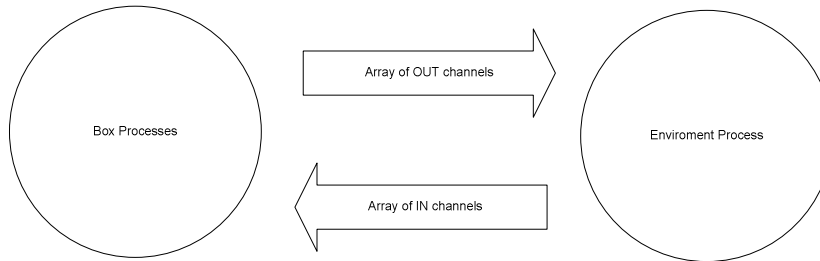 Array of OUT channels
Box Processes
Enviroment Process
Array of IN channels